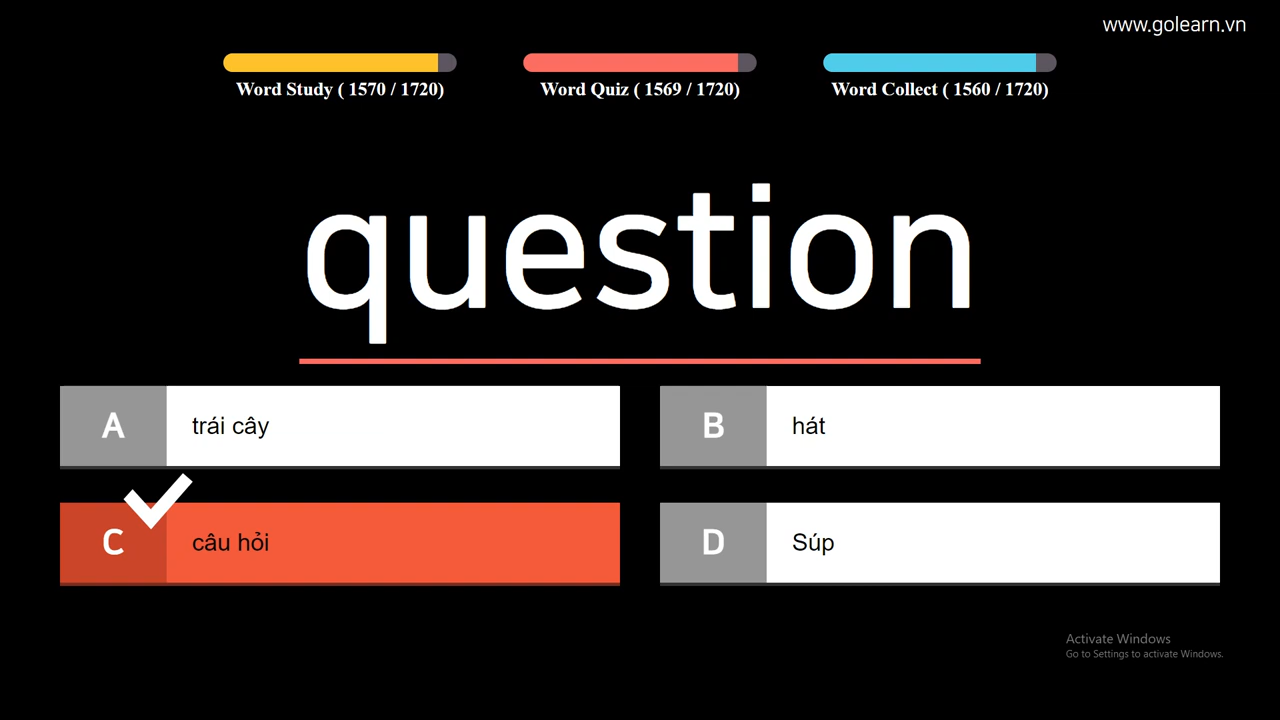 www.golearn.vn
Word Study ( 1570 / 1720)
Word Quiz ( 1569 / 1720)
Word Collect ( 1560 / 1720)
question
A trái cây
B hát
C câu hỏi
D Súp
Activate Windows
Go to Settings to activate Windows.